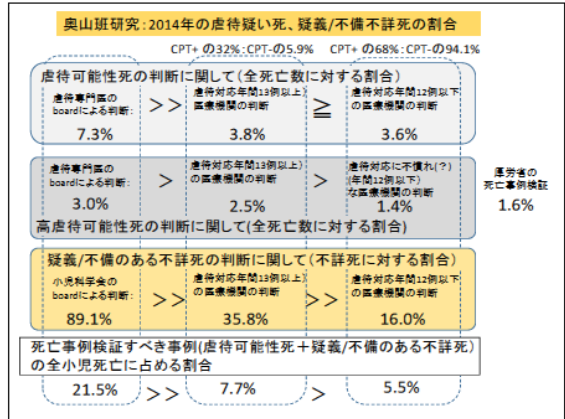 奥山班研究:2014年の虐待疑い死、疑義/不備不詳死の割合
CPT+ の32%:CPT-の5.9%
CPT+ の68%:CPT-の94.1%
虐待可能性死の判断に関して(全死亡数に対する割合)
虐待専門医の
boardによる判断:
7.3%
>>
虐待対応年間13例以上)
の医療機関の判断
3.8%
≧
虐待対応年間12例以下
の医療機関の判断
3.6%
虐待専門医の
boardによる判断:
3.0%
>
虐待対応年間13例以上)
の医療機関の判断
2.5%
>
虐待対応に不慣れ(?)
(年間12例以下)
な医療機関の判断
1.4%
高虐待可能性死の判断に関して(全死亡数に対する割合)
厚労省の
死亡事例検証
1.6%
疑義/不備のある不詳死の判断に関して(不詳死に対する割合)
小児科学会の
boardによる判断:
89.1%
>>
虐待対応年間13例以上)
の医療機関の判断
35.8%
>>
虐待対応年間12例以下
の医療機関の判断
16.0%
死亡事例検証すべき事例(虐待可能性死+疑義/不備のある不詳死)
の全小児死亡に占める割合
21.5%
>>
7.7%
>
5.5%